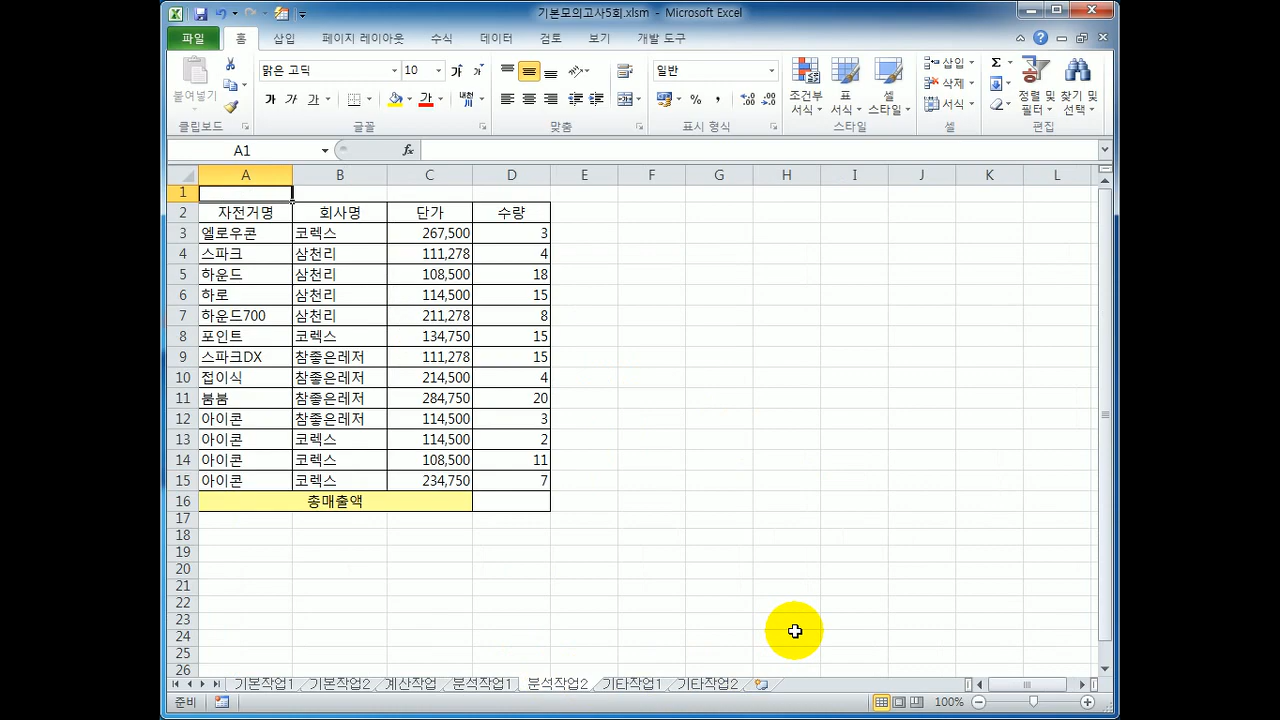 기본모의고사5회.xlsm - Microsoft Excel
파일 홈 삽입 페이지 레이아웃 수식 데이터 검토 보기 개발 도구
붙여넣기
맑은 고딕 10
가 가 가 가 내천
일반
조건부 서식
표 서식
셀 스타일
삽입
삭제
서식
정렬 및 필터
찾기 및 선택
클립보드 글꼴 맞춤 표시 형식 스타일 셀 편집
A1 fx
A B C D E F G H I J K L
1
2 자전거명 회사명 단가 수량
3 엘로우콘 코렉스 267,500 3
4 스파크 삼천리 111,278 4
5 하운드 삼천리 108,500 18
6 하로 삼천리 114,500 15
7 하운드700 삼천리 211,278 8
8 포인트 코렉스 134,750 15
9 스파크DX 참좋은레저 111,278 15
10 접이식 참좋은레저 214,500 4
11 붐붐 참좋은레저 284,750 20
12 아이콘 참좋은레저 114,500 3
13 아이콘 코렉스 114,500 2
14 아이콘 코렉스 108,500 11
15 아이콘 코렉스 234,750 7
16 총매출액
17
18
19
20
21
22
23
24
25
26
기본작업1 기본작업2 계산작업 분석작업1 분석작업2 기타작업1 기타작업2
준비 100%